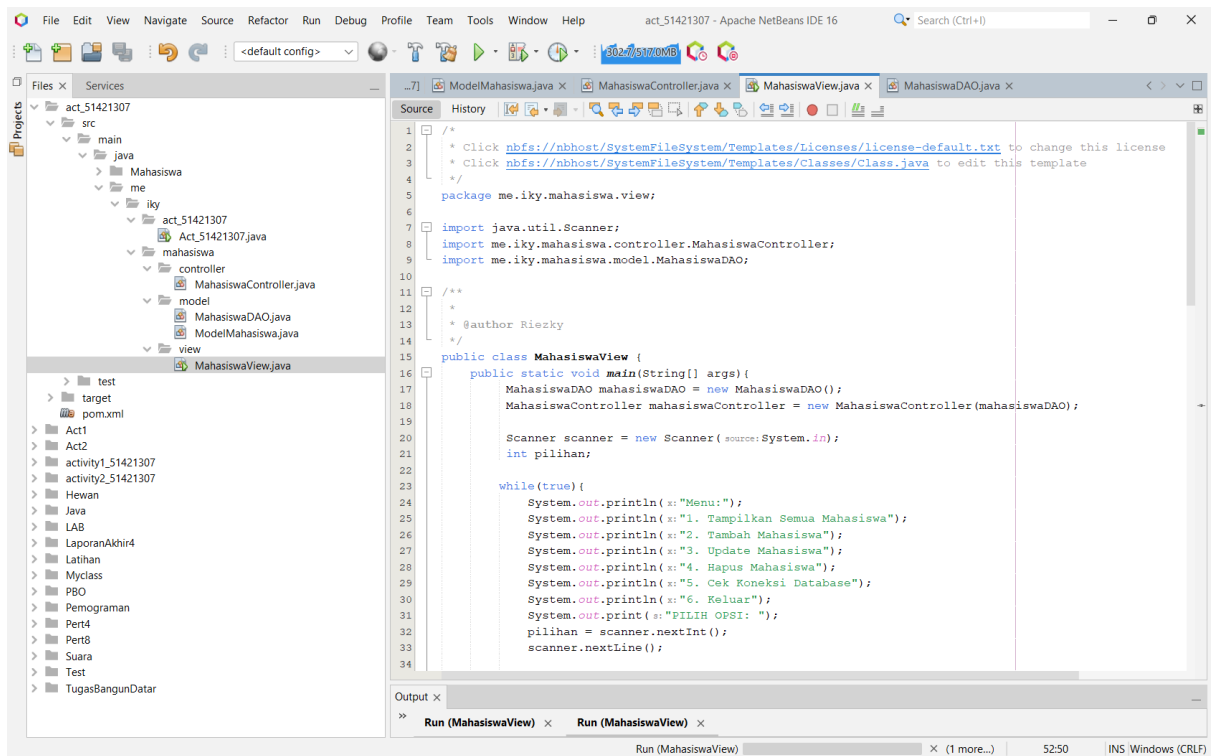 File Edit View Navigate Source Refactor Run Debug Profile Team Tools Window Help act_51421307 - Apache NetBeans IDE 16 Search (Ctrl+I)
<default config> 302.7/517.0MB
Files Services
Projects
act_51421307
src
main
java
Mahasiswa
me
iky
act_51421307
Act_51421307.java
mahasiswa
controller
MahasiswaController.java
model
MahasiswaDAO.java
ModelMahasiswa.java
view
MahasiswaView.java
test
target
pom.xml
Act1
Act2
activity1_51421307
activity2_51421307
Hewan
Java
LAB
LaporanAkhir4
Latihan
Myclass
PBO
Pemograman
Pert4
Pert8
Suara
Test
TugasBangunDatar
...7] ModelMahasiswa.java MahasiswaController.java MahasiswaView.java MahasiswaDAO.java
Source History
1 /*
2 * Click nbfs://nbhost/SystemFileSystem/Templates/Licenses/license-default.txt to change this license
3 * Click nbfs://nbhost/SystemFileSystem/Templates/Classes/Class.java to edit this template
4 */
5 package me.iky.mahasiswa.view;
6
7 import java.util.Scanner;
8 import me.iky.mahasiswa.controller.MahasiswaController;
9 import me.iky.mahasiswa.model.MahasiswaDAO;
10
11 /**
12 *
13 * @author Riezky
14 */
15 public class MahasiswaView {
16 public static void main(String[] args){
17 MahasiswaDAO mahasiswaDAO = new MahasiswaDAO();
18 MahasiswaController mahasiswaController = new MahasiswaController(mahasiswaDAO);
19
20 Scanner scanner = new Scanner(source:System.in);
21 int pilihan;
22
23 while(true){
24 System.out.println(x:"Menu:");
25 System.out.println(x:"1. Tampilkan Semua Mahasiswa");
26 System.out.println(x:"2. Tambah Mahasiswa");
27 System.out.println(x:"3. Update Mahasiswa");
28 System.out.println(x:"4. Hapus Mahasiswa");
29 System.out.println(x:"5. Cek Koneksi Database");
30 System.out.println(x:"6. Keluar");
31 System.out.print(s:"PILIH OPSI: ");
32 pilihan = scanner.nextInt();
33 scanner.nextLine();
34
Output
Run (MahasiswaView) Run (MahasiswaView)
Run (MahasiswaView) (1 more...) 52:50 INS Windows (CRLF)